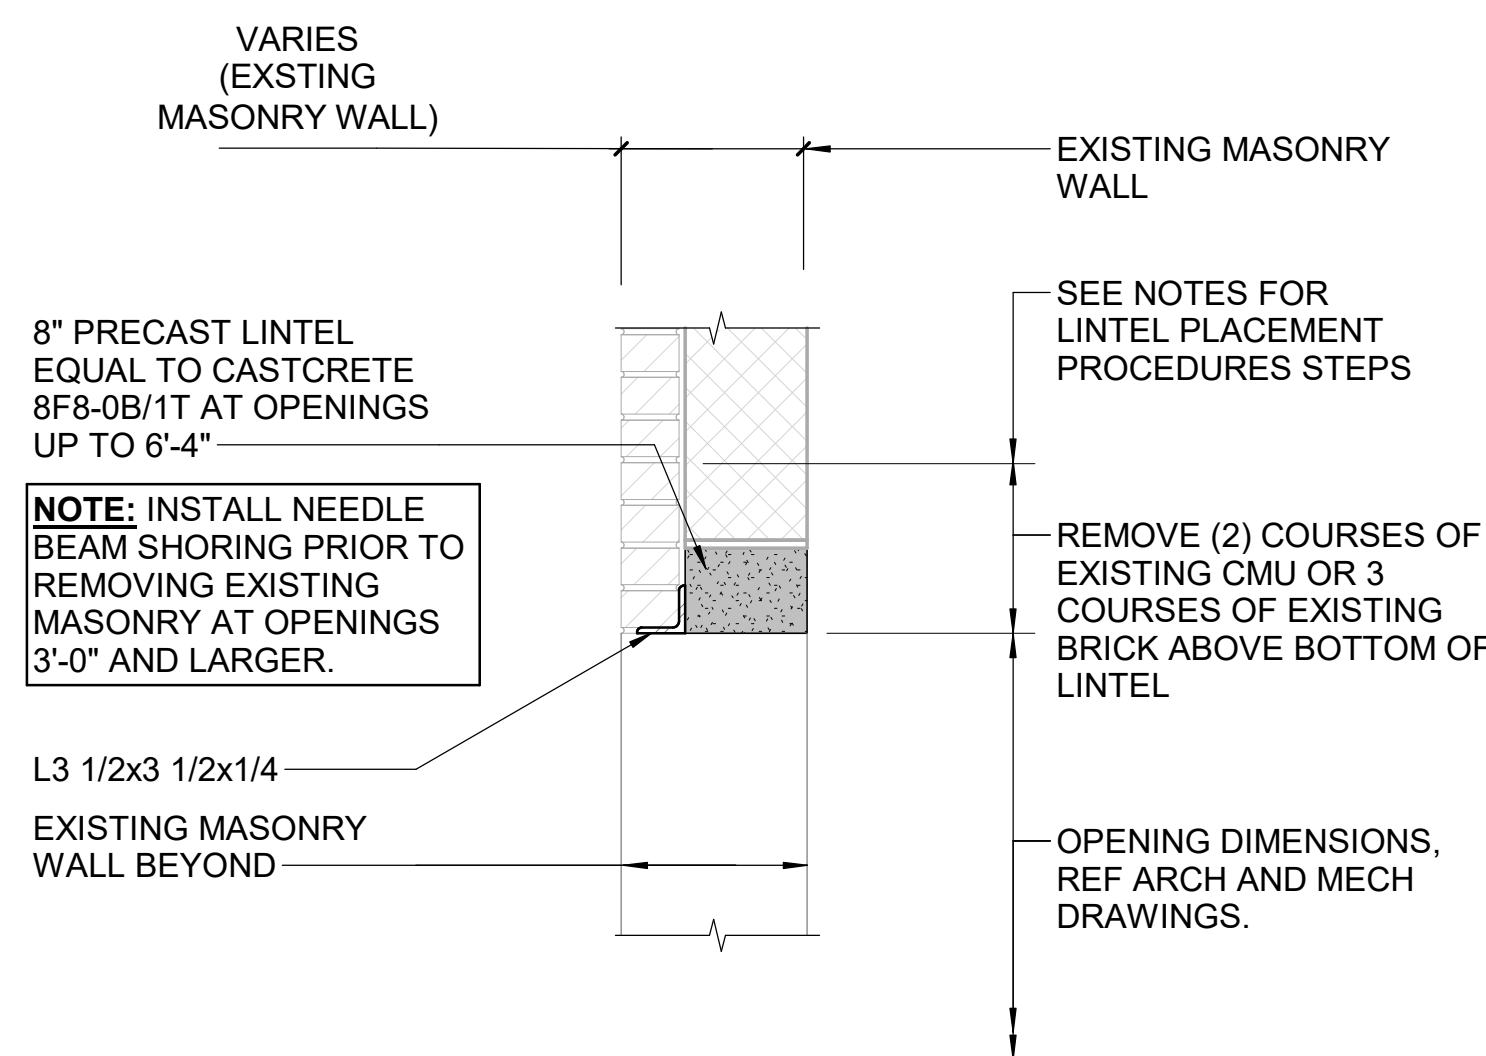 VARIES
(EXSTING
MASONRY WALL)
EXISTING MASONRY
WALL
SEE NOTES FOR
LINTEL PLACEMENT
PROCEDURES STEPS
8" PRECAST LINTEL
EQUAL TO CASTCRETE
8F8-0B/1T AT OPENINGS
UP TO 6'-4"
NOTE: INSTALL NEEDLE
BEAM SHORING PRIOR TO
REMOVING EXISTING
MASONRY AT OPENINGS
3'-0" AND LARGER.
REMOVE (2) COURSES OF
EXISTING CMU OR 3
COURSES OF EXISTING
BRICK ABOVE BOTTOM OF
LINTEL
L3 1/2x3 1/2x1/4
EXISTING MASONRY
WALL BEYOND
OPENING DIMENSIONS,
REF ARCH AND MECH
DRAWINGS.